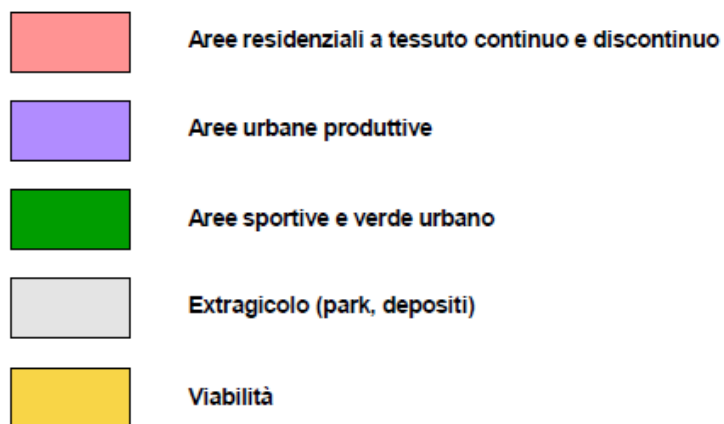 Aree residenziali a tessuto continuo e discontinuo
Aree urbane produttive
Aree sportive e verde urbano
Extragicolo (park, depositi)
Viabilità